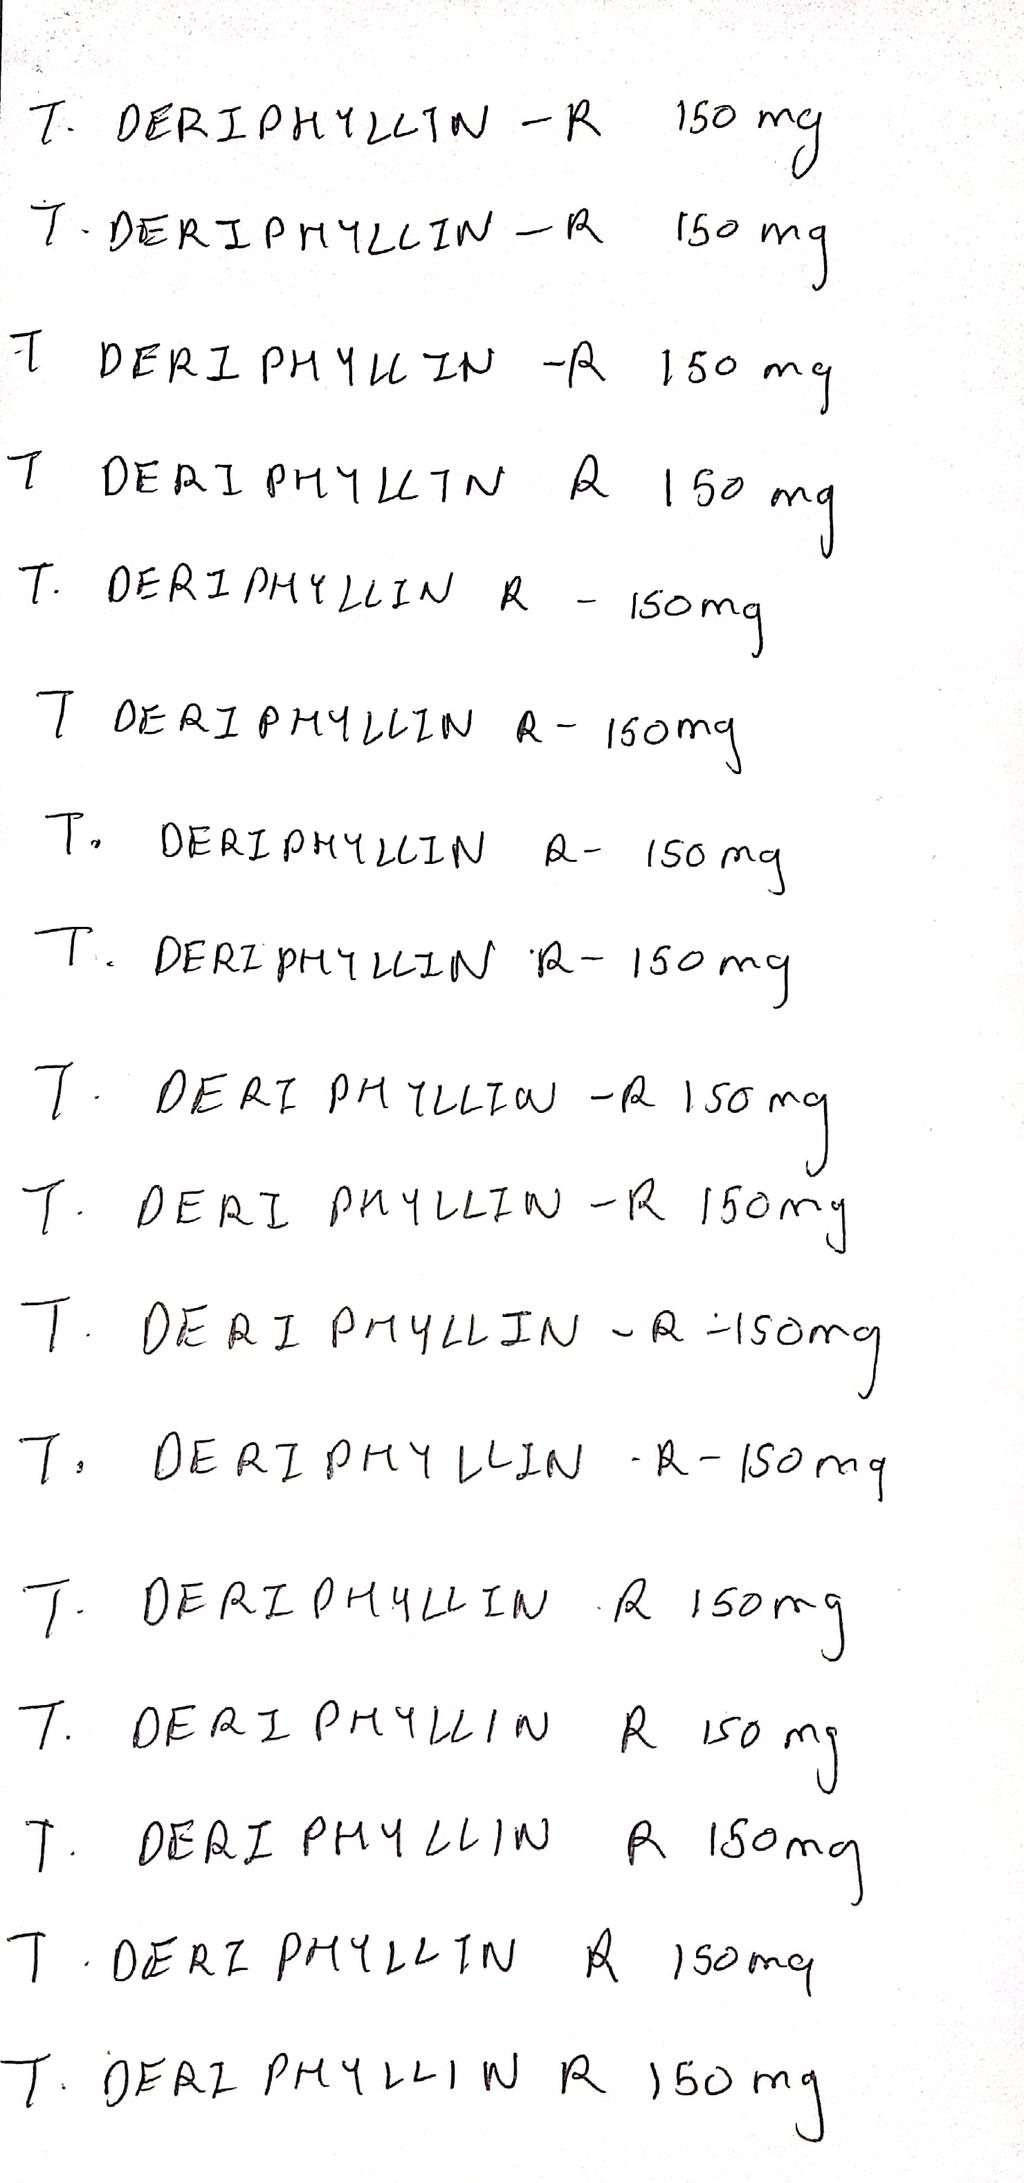 T. DERIPHYLLIN - R 150 mg
T. DERIPHYLLIN - R 150 mg
T DERIPHYLLIN - R 150 mg
T DERIPHYLLIN R 150 mg
T. DERIPHYLLIN R - 150mg
T DERIPHYLLIN R - 150mg
T. DERIPHYLLIN R - 150 mg
T. DERIPHYLLIN R - 150 mg
T. DERIPHYLLIN - R 150 mg
T. DERIPHYLLIN - R 150mg
T. DERIPHYLLIN - R - 150mg
T. DERIPHYLLIN - R - 150 mg
T. DERIPHYLLIN R 150mg
T. DERIPHYLLIN R 150 mg
T. DERIPHYLLIN R 150mg
T. DERIPHYLLIN R 150mg
T. DERIPHYLLIN R 150 mg